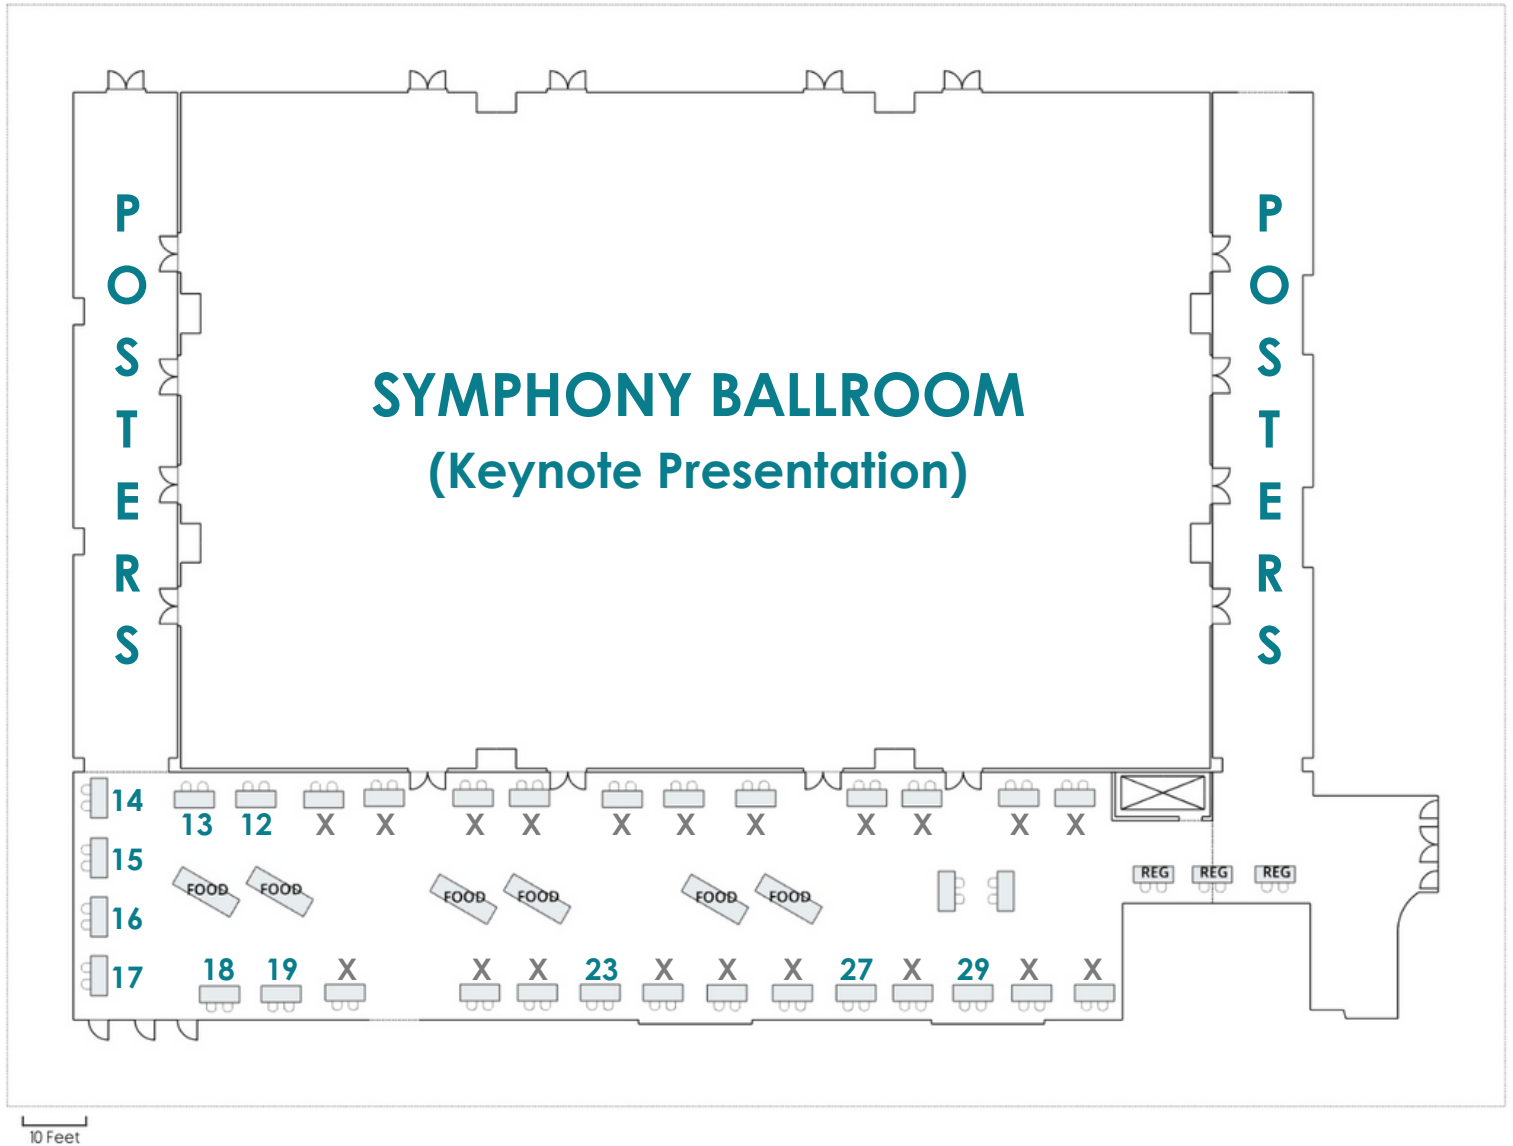 P
O
S
T
E
R
S
SYMPHONY BALLROOM
(Keynote Presentation)
P
O
S
T
E
R
S
14
13 12 X X X X X X X X X X X
15
REG REG REG
FOOD FOOD FOOD FOOD FOOD FOOD
16
17
18 19 X X X 23 X X X 27 X 29 X X
10 Feet